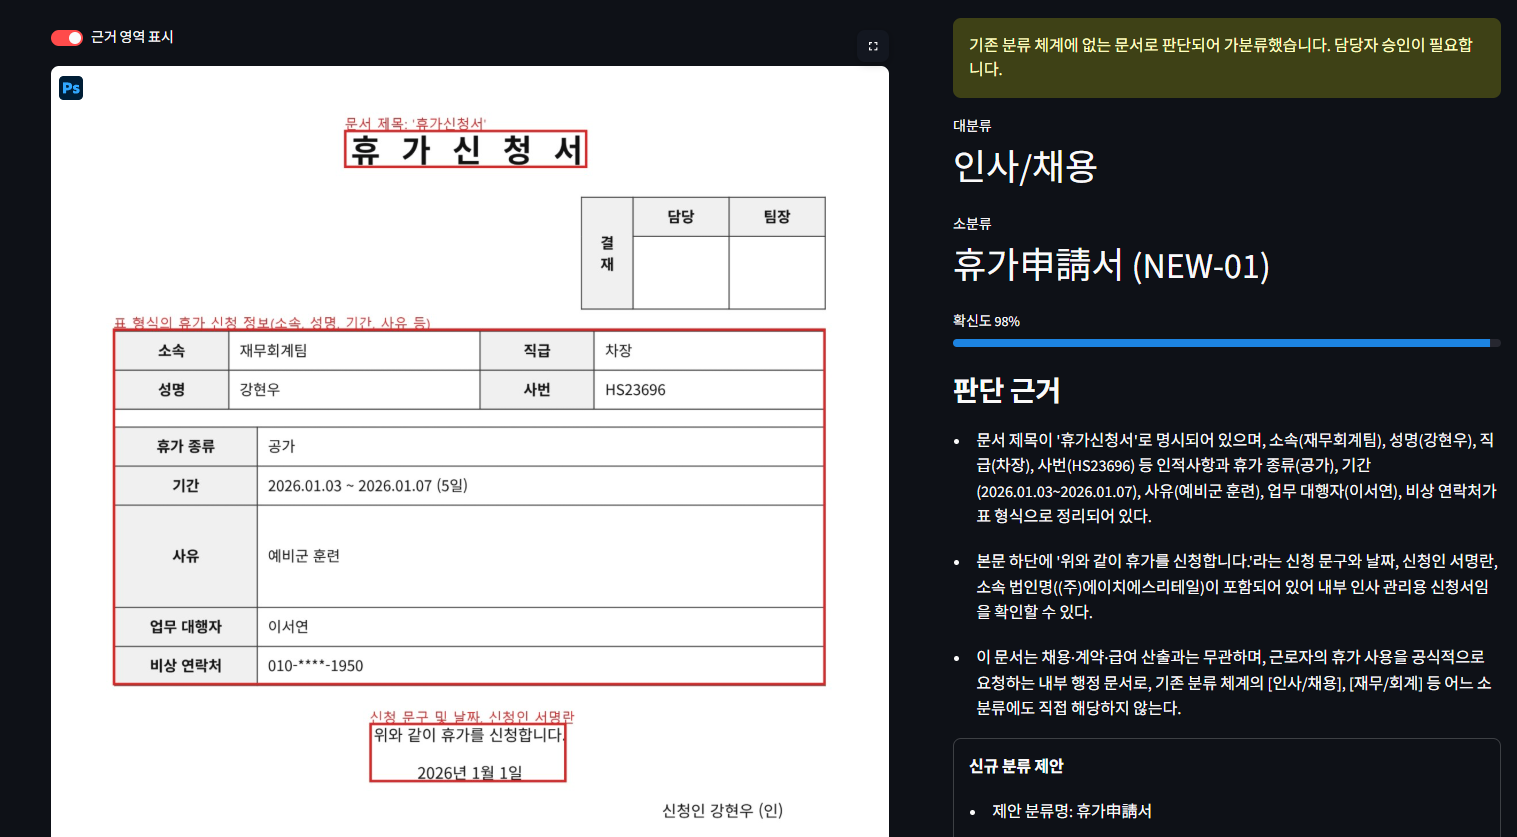 근거 영역 표시
Ps
문서 제목: '휴가신청서'
휴 가 신 청 서
결재
담당
팀장
표 형식의 휴가 신청 정보(소속, 성명, 기간, 사유 등)
소속 재무회계팀 직급 차장
성명 강현우 사번 HS23696
휴가 종류 공가
기간 2026.01.03 ~ 2026.01.07 (5일)
사유 예비군 훈련
업무 대행자 이서연
비상 연락처 010-****-1950
신청 문구 및 날짜, 신청인 서명란
위와 같이 휴가를 신청합니다.
2026년 1월 1일
신청인 강현우 (인)
기존 분류 체계에 없는 문서로 판단되어 가분류했습니다. 담당자 승인이 필요합
니다.
대분류
인사/채용
소분류
휴가申請서 (NEW-01)
확신도 98%
판단 근거
• 문서 제목이 '휴가신청서'로 명시되어 있으며, 소속(재무회계팀), 성명(강현우), 직
급(차장), 사번(HS23696) 등 인적사항과 휴가 종류(공가), 기간
(2026.01.03~2026.01.07), 사유(예비군 훈련), 업무 대행자(이서연), 비상 연락처가
표 형식으로 정리되어 있다.
• 본문 하단에 '위와 같이 휴가를 신청합니다.'라는 신청 문구와 날짜, 신청인 서명란,
소속 법인명((주)에이치에스리테일)이 포함되어 있어 내부 인사 관리용 신청서임
을 확인할 수 있다.
• 이 문서는 채용·계약·급여 산출과는 무관하며, 근로자의 휴가 사용을 공식적으로
요청하는 내부 행정 문서로, 기존 분류 체계의 [인사/채용], [재무/회계] 등 어느 소
분류에도 직접 해당하지 않는다.
신규 분류 제안
• 제안 분류명: 휴가申請서